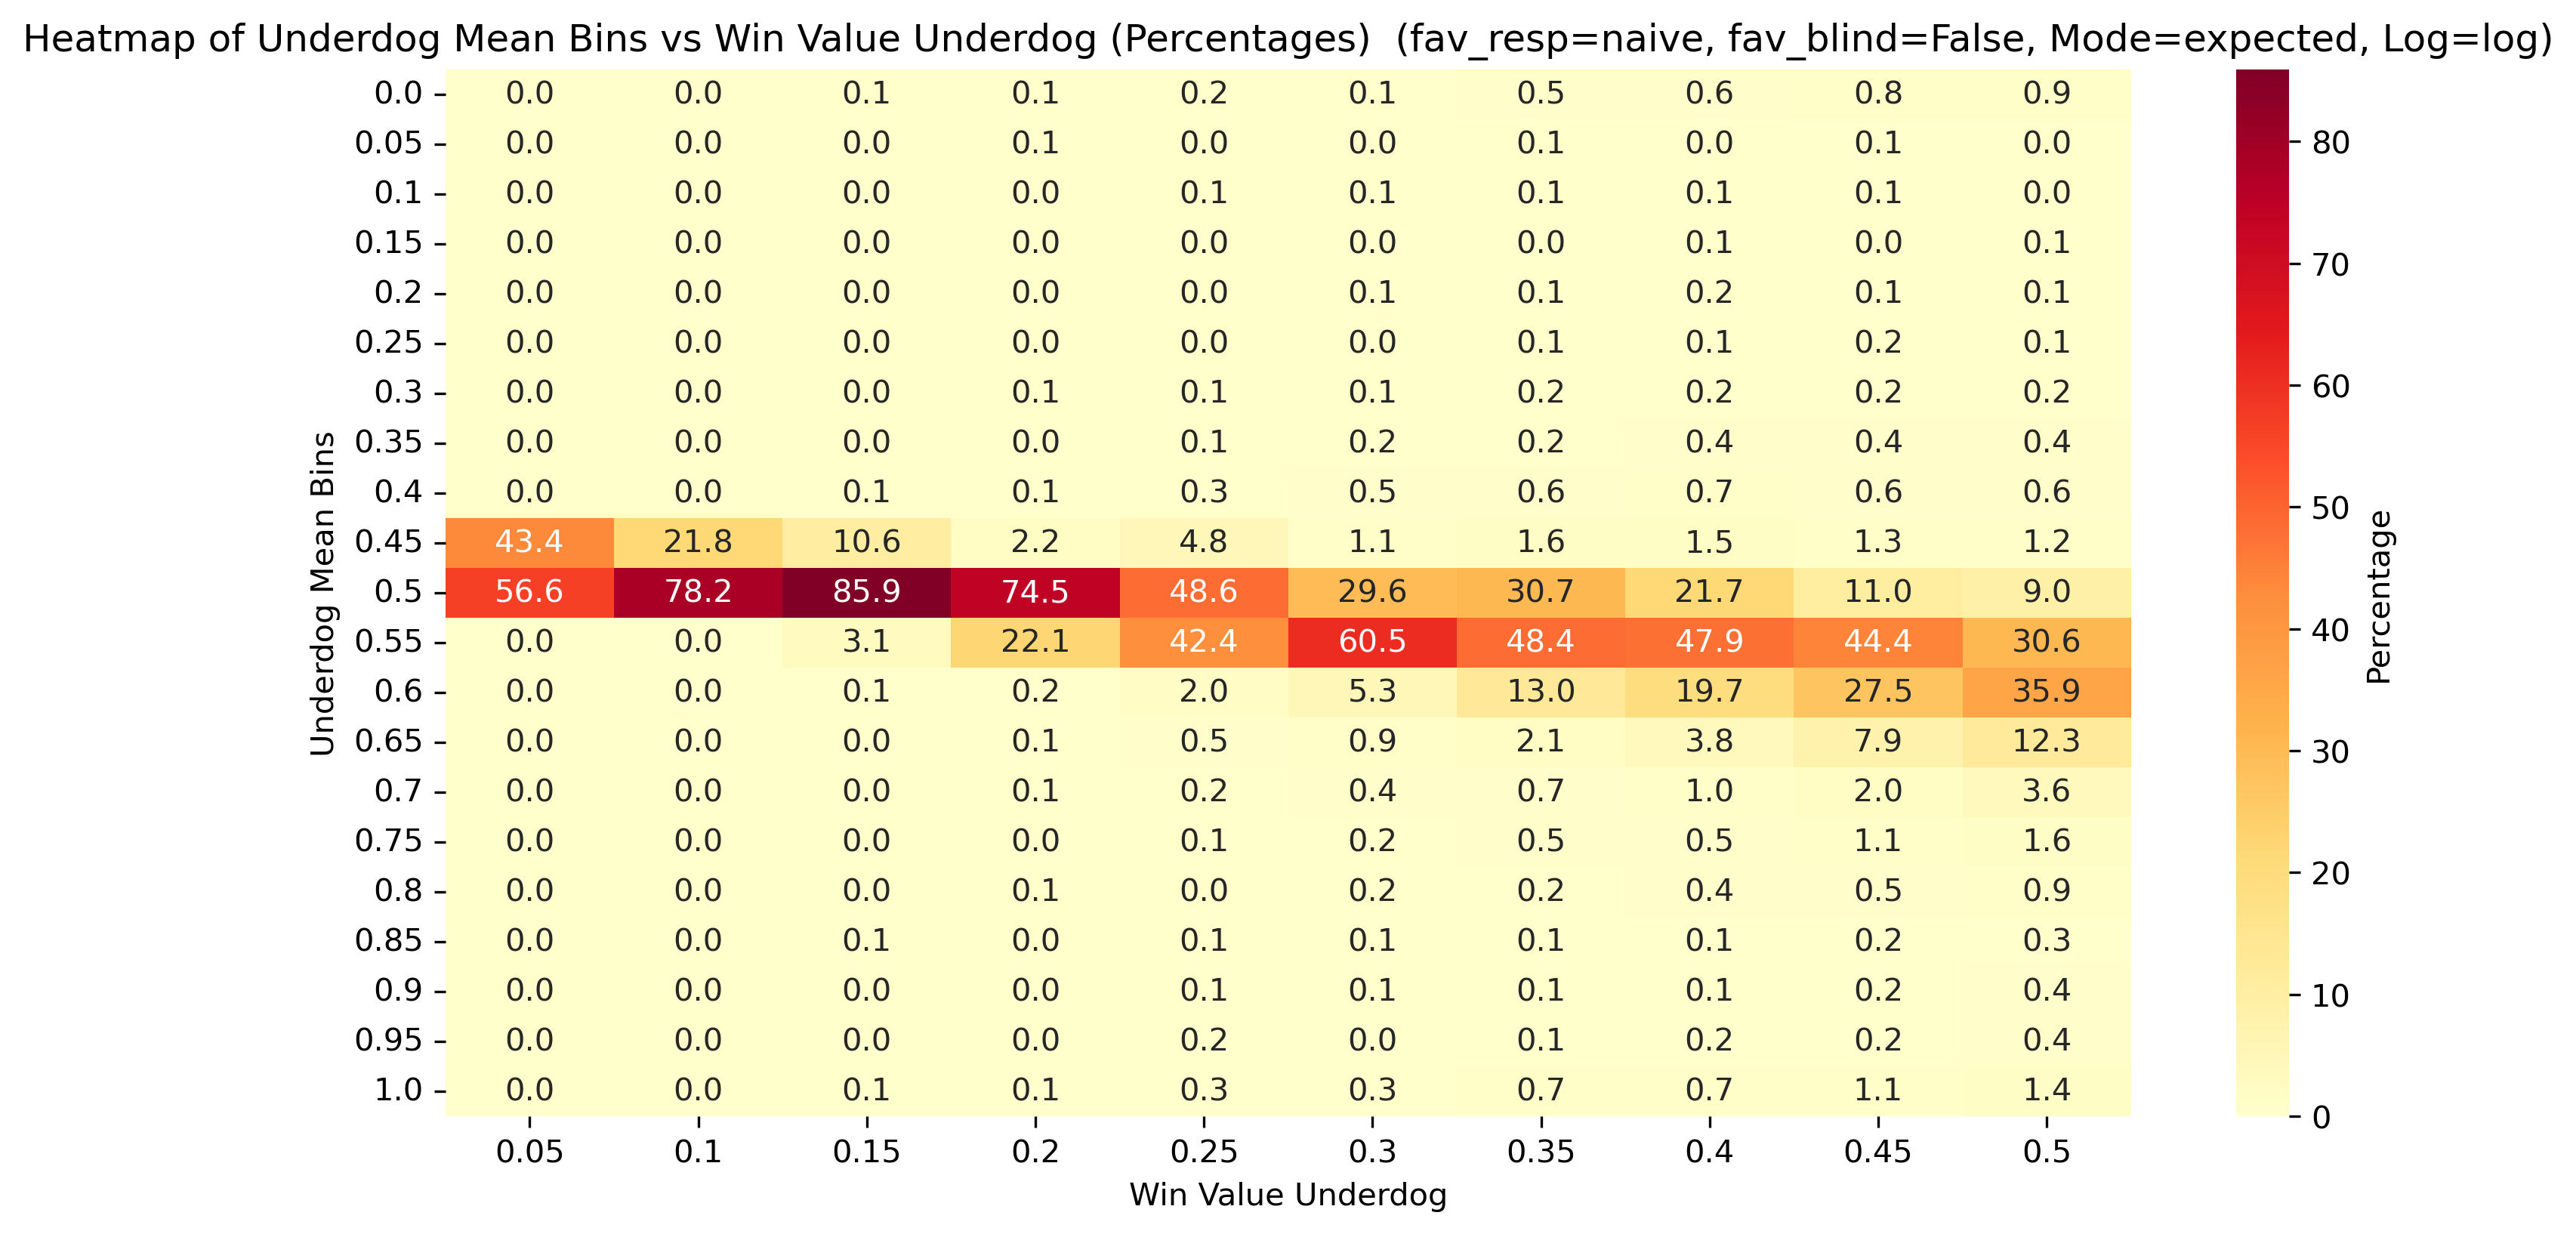 Heatmap of Underdog Mean Bins vs Win Value Underdog (Percentages)  (fav_resp=naive, fav_blind=False, Mode=expected, Log=log)
Underdog Mean Bins
0.0 0.0 0.0 0.1 0.1 0.2 0.1 0.5 0.6 0.8 0.9
0.05 0.0 0.0 0.0 0.1 0.0 0.0 0.1 0.0 0.1 0.0
0.1 0.0 0.0 0.0 0.0 0.1 0.1 0.1 0.1 0.1 0.0
0.15 0.0 0.0 0.0 0.0 0.0 0.0 0.0 0.1 0.0 0.1
0.2 0.0 0.0 0.0 0.0 0.0 0.1 0.1 0.2 0.1 0.1
0.25 0.0 0.0 0.0 0.0 0.0 0.0 0.1 0.1 0.2 0.1
0.3 0.0 0.0 0.0 0.1 0.1 0.1 0.2 0.2 0.2 0.2
0.35 0.0 0.0 0.0 0.0 0.1 0.2 0.2 0.4 0.4 0.4
0.4 0.0 0.0 0.1 0.1 0.3 0.5 0.6 0.7 0.6 0.6
0.45 43.4 21.8 10.6 2.2 4.8 1.1 1.6 1.5 1.3 1.2
0.5 56.6 78.2 85.9 74.5 48.6 29.6 30.7 21.7 11.0 9.0
0.55 0.0 0.0 3.1 22.1 42.4 60.5 48.4 47.9 44.4 30.6
0.6 0.0 0.0 0.1 0.2 2.0 5.3 13.0 19.7 27.5 35.9
0.65 0.0 0.0 0.0 0.1 0.5 0.9 2.1 3.8 7.9 12.3
0.7 0.0 0.0 0.0 0.1 0.2 0.4 0.7 1.0 2.0 3.6
0.75 0.0 0.0 0.0 0.0 0.1 0.2 0.5 0.5 1.1 1.6
0.8 0.0 0.0 0.0 0.1 0.0 0.2 0.2 0.4 0.5 0.9
0.85 0.0 0.0 0.1 0.0 0.1 0.1 0.1 0.1 0.2 0.3
0.9 0.0 0.0 0.0 0.0 0.1 0.1 0.1 0.1 0.2 0.4
0.95 0.0 0.0 0.0 0.0 0.2 0.0 0.1 0.2 0.2 0.4
1.0 0.0 0.0 0.1 0.1 0.3 0.3 0.7 0.7 1.1 1.4
0.05 0.1 0.15 0.2 0.25 0.3 0.35 0.4 0.45 0.5
Win Value Underdog
80
70
60
50
40
30
20
10
0
Percentage